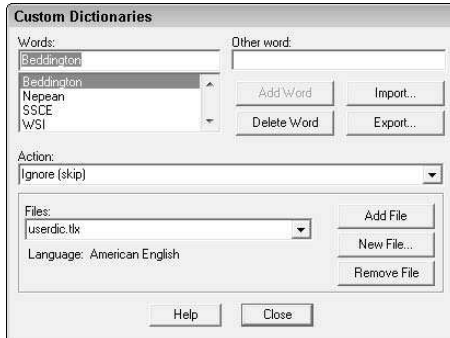 Custom Dictionaries
Words:
Other word:
Beddington
Beddington
Nepean
SSCE
WSI
Add Word
Import...
Delete Word
Export...
Action:
Ignore (skip)
Files:
userdic.tlx
Language: American English
Add File
New File...
Remove File
Help
Close